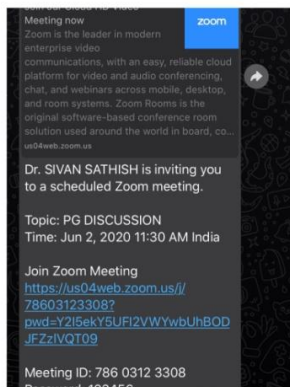 Meeting now
zoom
Zoom is the leader in modern
enterprise video
communications, with an easy, reliable cloud
platform for video and audio conferencing,
chat, and webinars across mobile, desktop,
and room systems. Zoom Rooms is the
original software-based conference room
solution used around the world in board, co...
us04web.zoom.us
Dr. SIVAN SATHISH is inviting you
to a scheduled Zoom meeting.
Topic: PG DISCUSSION
Time: Jun 2, 2020 11:30 AM India
Join Zoom Meeting
https://us04web.zoom.us/j/
78603123308?
pwd=Y2I5ekY5UFI2VWYwbUhBOD
JFZzlVQT09
Meeting ID: 786 0312 3308